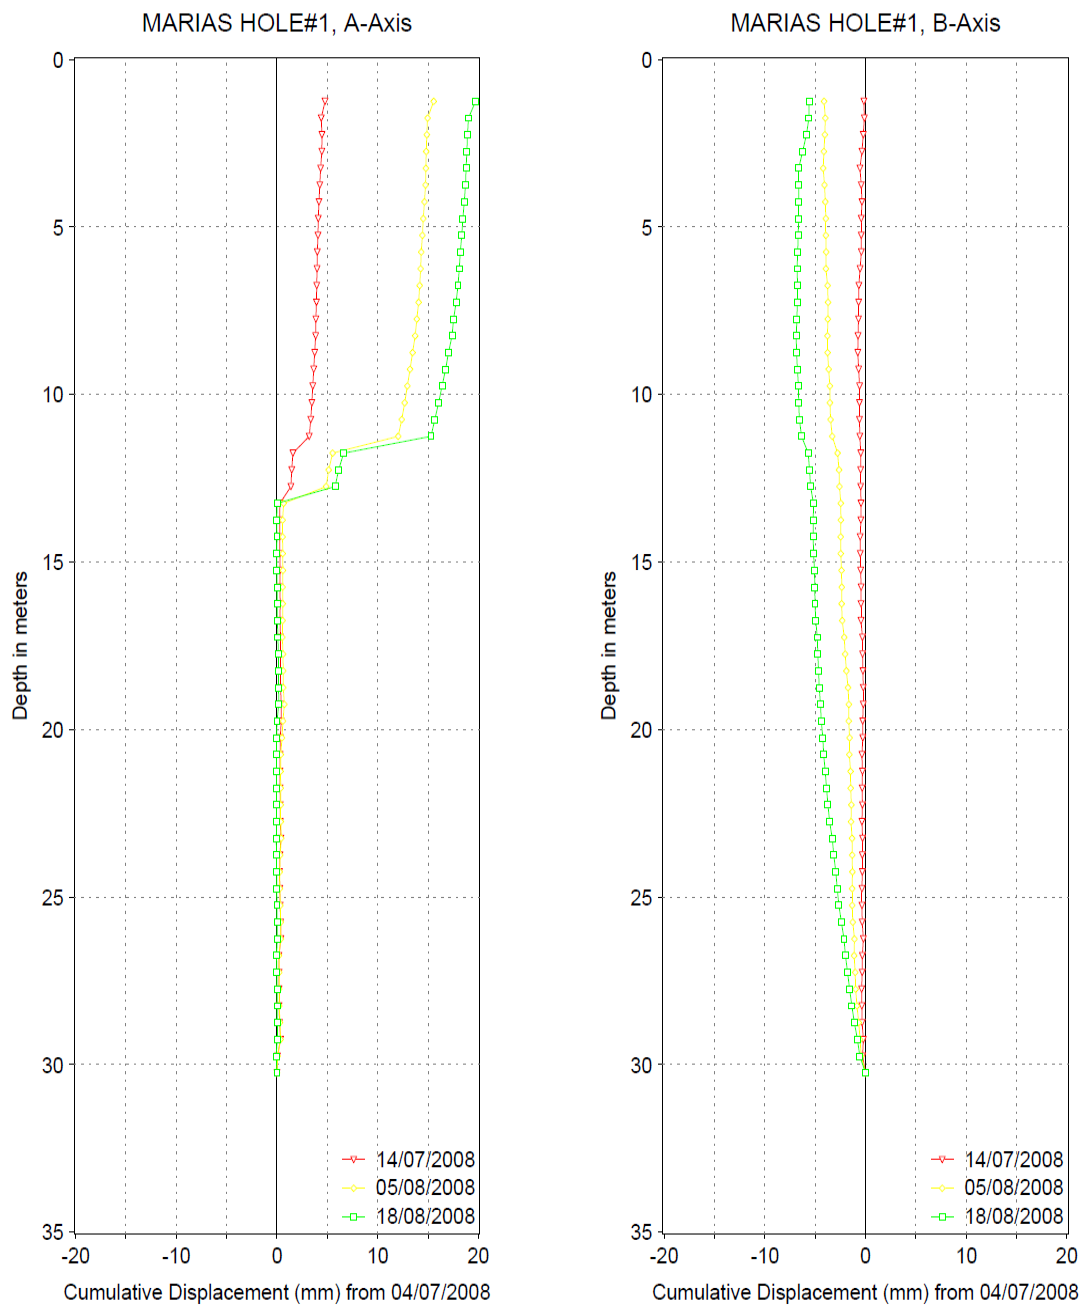 MARIAS HOLE#1, A-Axis
0
5
10
15
20
25
30
35
Depth in meters
14/07/2008
05/08/2008
18/08/2008
-20 -10 0 10 20
Cumulative Displacement (mm) from 04/07/2008
MARIAS HOLE#1, B-Axis
0
5
10
15
20
25
30
35
Depth in meters
14/07/2008
05/08/2008
18/08/2008
-20 -10 0 10 20
Cumulative Displacement (mm) from 04/07/2008